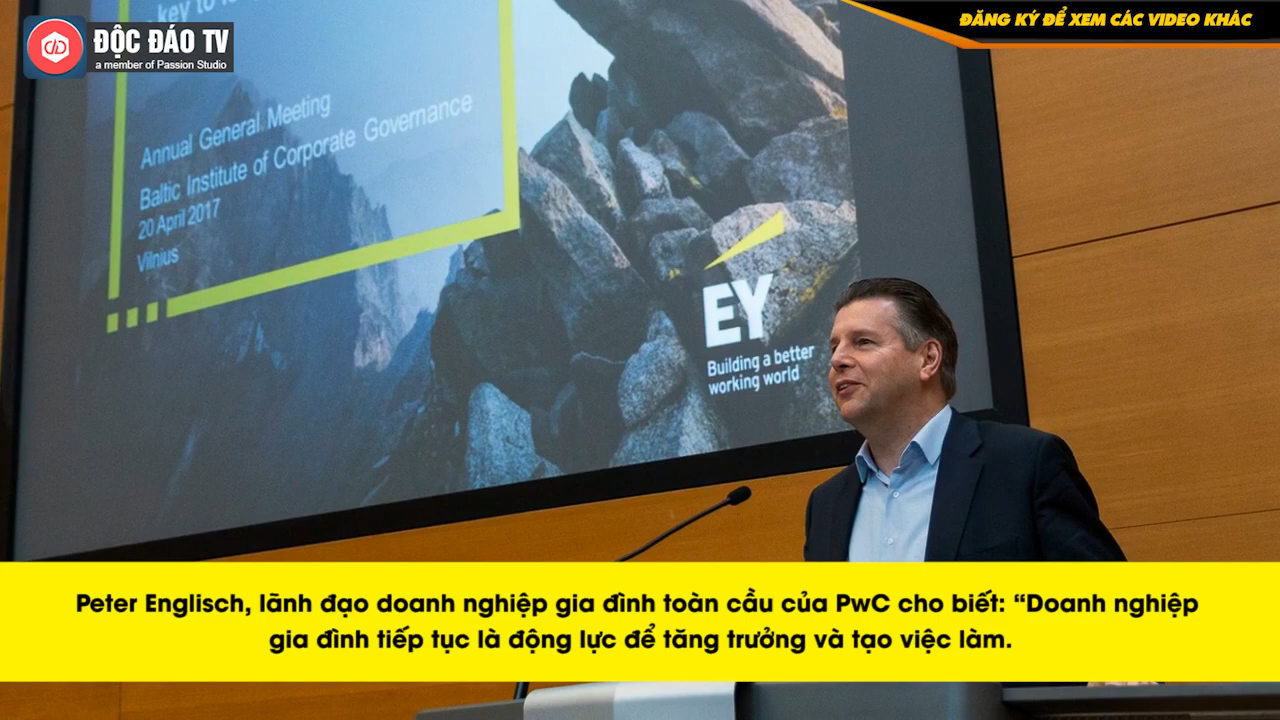 ĐỘC ĐÁO TV
a member of Passion Studio
ĐĂNG KÝ ĐỂ XEM CÁC VIDEO KHÁC
key to
Annual General Meeting
Baltic Institute of Corporate Governance
20 April 2017
Vilnius
EY
Building a better
working world
Peter Englisch, lãnh đạo doanh nghiệp gia đình toàn cầu của PwC cho biết: “Doanh nghiệp
gia đình tiếp tục là động lực để tăng trưởng và tạo việc làm.